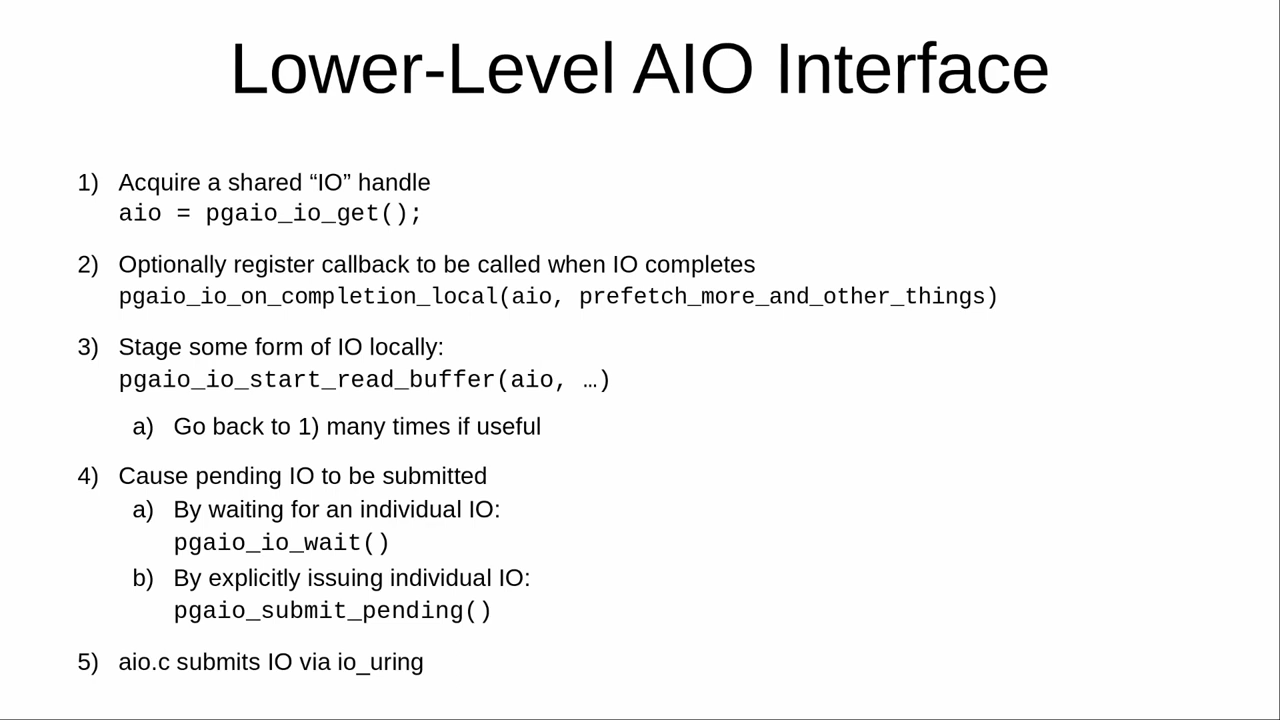 Lower-Level AIO Interface
1) Acquire a shared “IO” handle
aio = pgaio_io_get();
2) Optionally register callback to be called when IO completes
pgaio_io_on_completion_local(aio, prefetch_more_and_other_things)
3) Stage some form of IO locally:
pgaio_io_start_read_buffer(aio, …)
a) Go back to 1) many times if useful
4) Cause pending IO to be submitted
a) By waiting for an individual IO:
pgaio_io_wait()
b) By explicitly issuing individual IO:
pgaio_submit_pending()
5) aio.c submits IO via io_uring